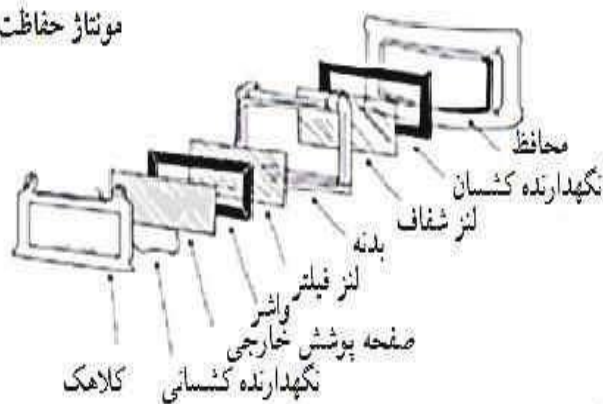 مونتاژ حفاظت
محافظ
نگهدارنده کشسان
لنز شفاف
بدنه
لنز فیلتر
واشر
صفحه پوشش خارجی
نگهدارنده کشسانی
کلاهک